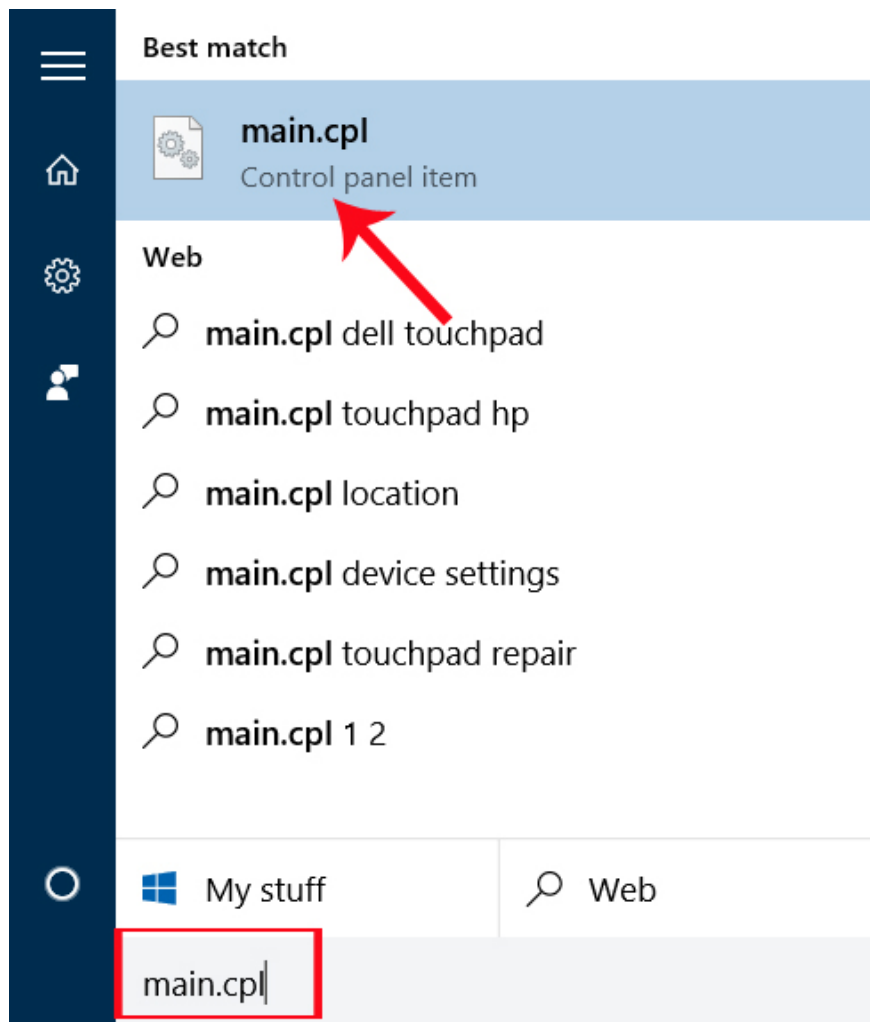 Best match
main.cpl
Control panel item
Web
main.cpl dell touchpad
main.cpl touchpad hp
main.cpl location
main.cpl device settings
main.cpl touchpad repair
main.cpl 1 2
My stuff
Web
main.cpl